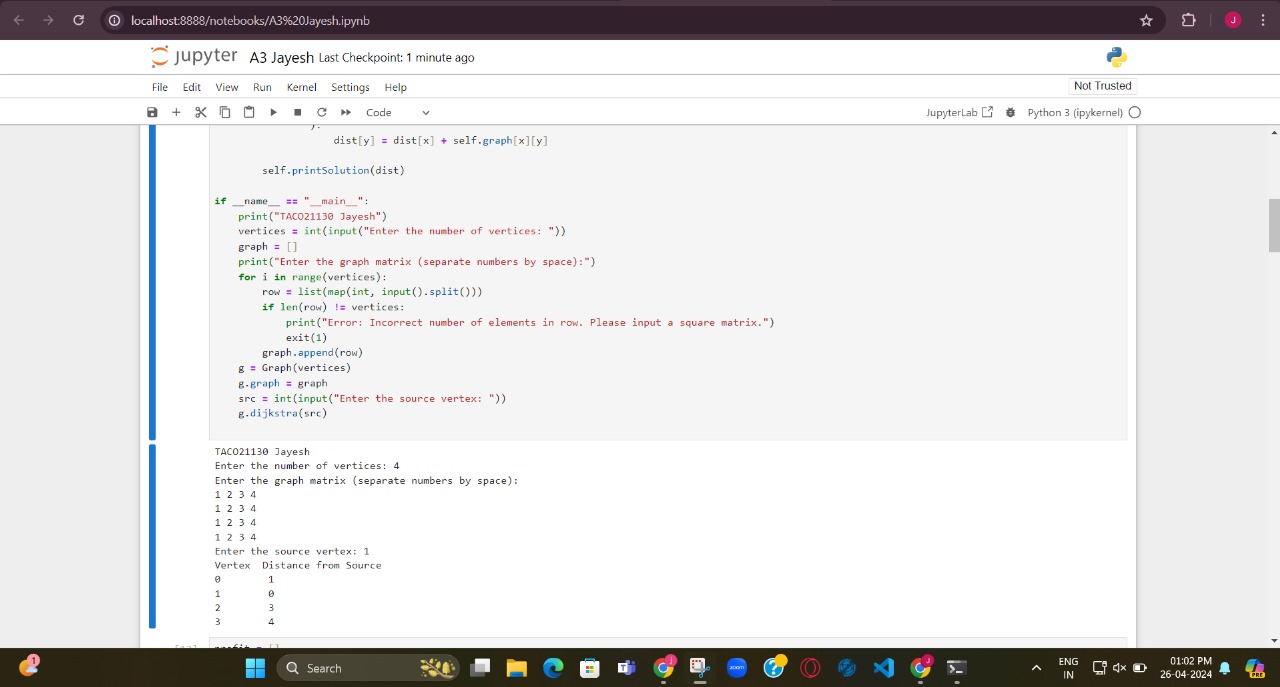 localhost:8888/notebooks/A3%20Jayesh.ipynb
J
jupyter A3 Jayesh Last Checkpoint: 1 minute ago
File Edit View Run Kernel Settings Help
Not Trusted
Code
JupyterLab Python 3 (ipykernel)
):
dist[y] = dist[x] + self.graph[x][y]
self.printSolution(dist)
if __name__ == "__main__":
print("TACO21130 Jayesh")
vertices = int(input("Enter the number of vertices: "))
graph = []
print("Enter the graph matrix (separate numbers by space):")
for i in range(vertices):
row = list(map(int, input().split()))
if len(row) != vertices:
print("Error: Incorrect number of elements in row. Please input a square matrix.")
exit(1)
graph.append(row)
g = Graph(vertices)
g.graph = graph
src = int(input("Enter the source vertex: "))
g.dijkstra(src)
TACO21130 Jayesh
Enter the number of vertices: 4
Enter the graph matrix (separate numbers by space):
1 2 3 4
1 2 3 4
1 2 3 4
1 2 3 4
Enter the source vertex: 1
Vertex Distance from Source
0 1
1 0
2 3
3 4
profit = []
1
Search
zoom
ENG
IN
01:02 PM
26-04-2024
PRE